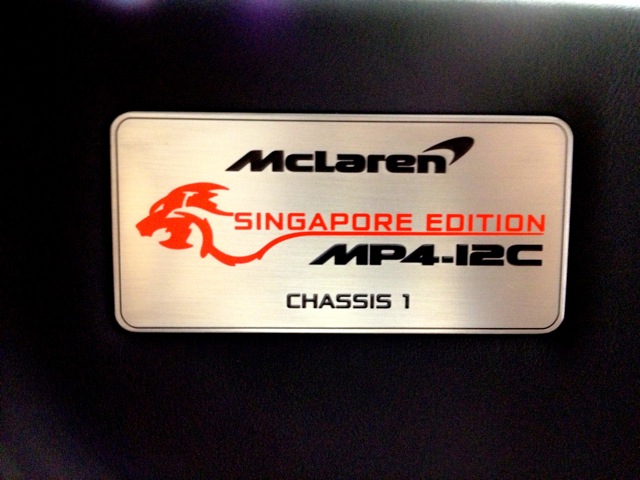 McLaren
SINGAPORE EDITION
MP4-12C
CHASSIS 1